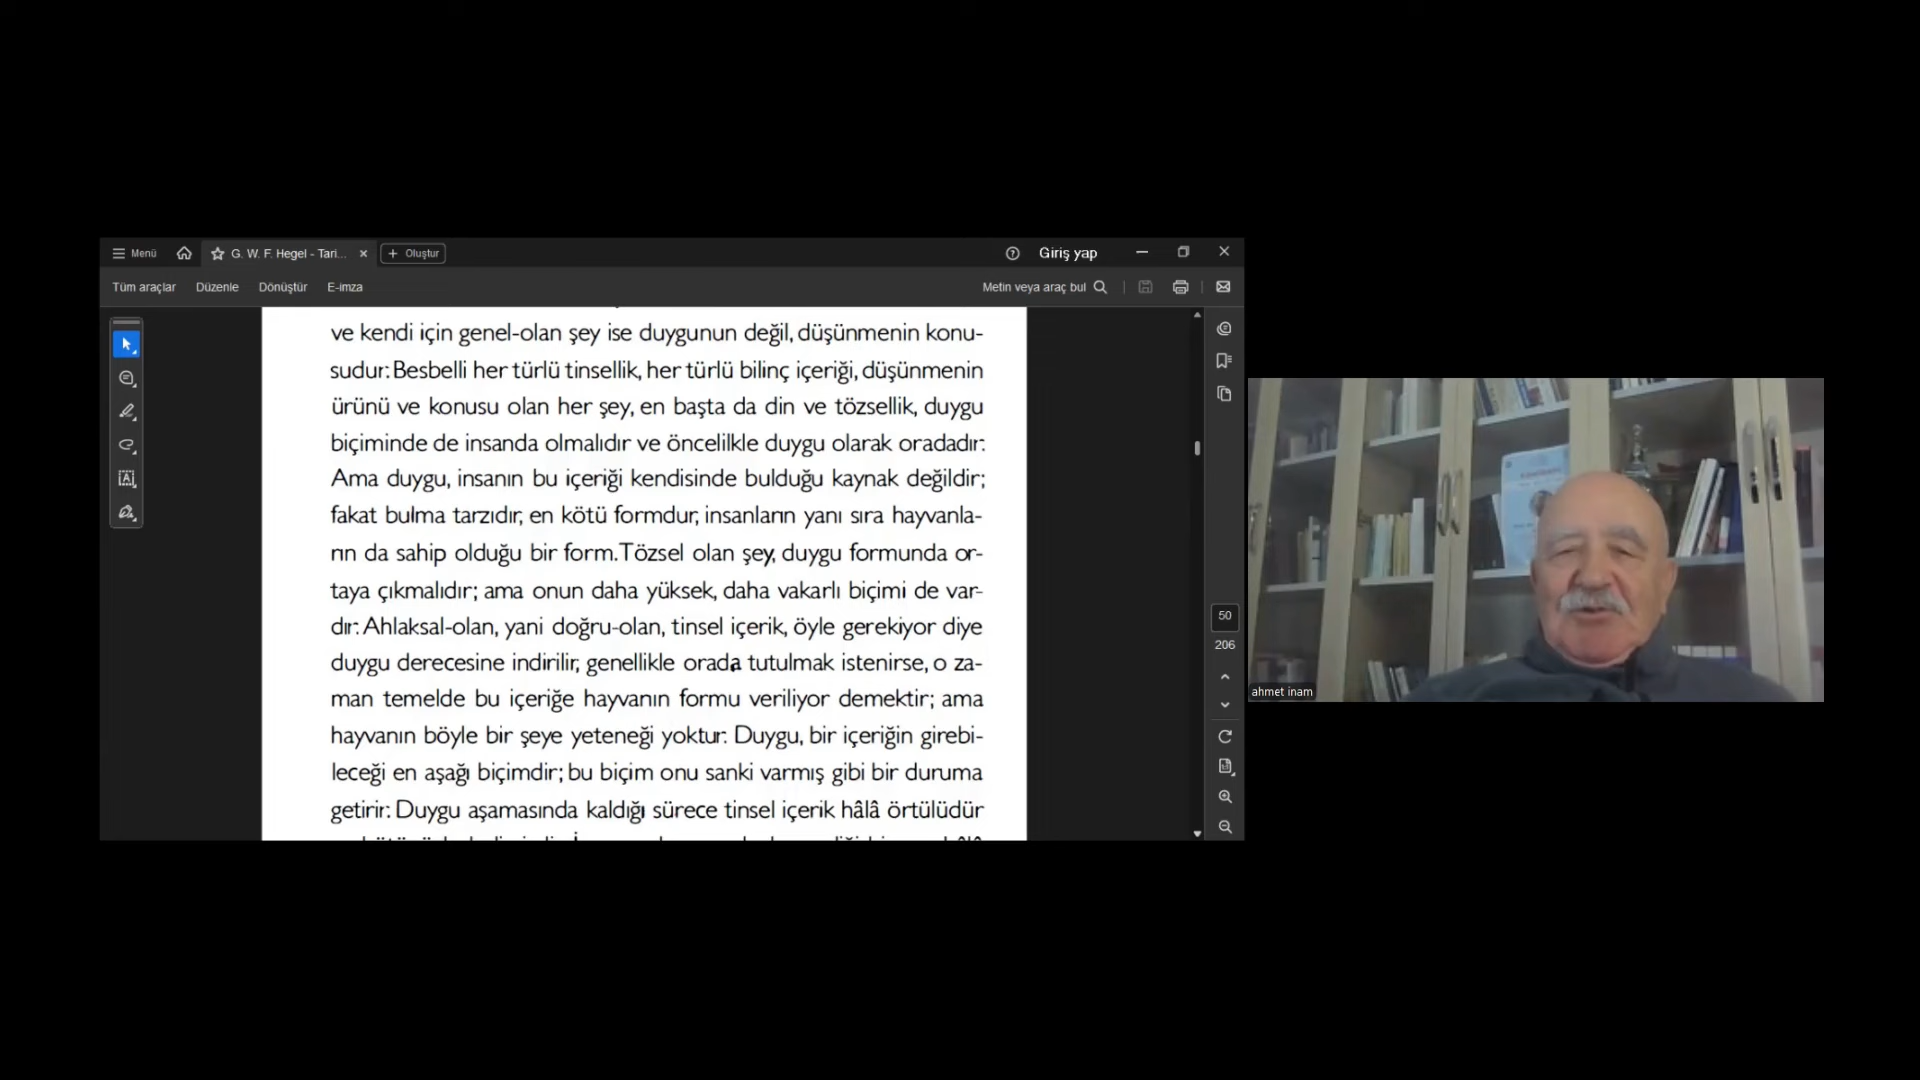 Menü
G. W. F. Hegel - Tari...
Oluştur
Giriş yap
Tüm araçlar
Düzenle
Dönüştür
E-imza
Metin veya araç bul
ve kendi için genel-olan şey ise duygunun değil, düşünmenin konu-
sudur. Besbelli her türlü tinsellik, her türlü bilinç içeriği, düşünmenin
ürünü ve konusu olan her şey, en başta da din ve tözsellik, duygu
biçiminde de insanda olmalıdır ve öncelilkle duygu olarak oradadır.
Ama duygu, insanın bu içeriği kendisinde bulduğu kaynak değildir;
fakat bulma tarzıdır, en kötü formdur, insanların yanı sıra hayvanla-
rın da sahip olduğu bir form. Tözsel olan şey, duygu formunda or-
taya çıkmalıdır; ama onun daha yüksek, daha vakarlı biçimi de var-
dır. Ahlaksal-olan, yani doğru-olan, tinsel içerik, öyle gerekiyor diye
duygu derecesine indirilir, genellikle orada tutulmak istenirse, o za-
man temelde bu içeriğe hayvanın formu veriliyor demektir; ama
hayvanın böyle bir şeye yeteneği yoktur. Duygu, bir içeriğin girebi-
leceği en aşağı biçimdir; bu biçim onu sanki varmış gibi bir duruma
getirir. Duygu aşamasında kaldığı sürece tinsel içerik hâlâ örtülüdür
50
206
ahmet inam